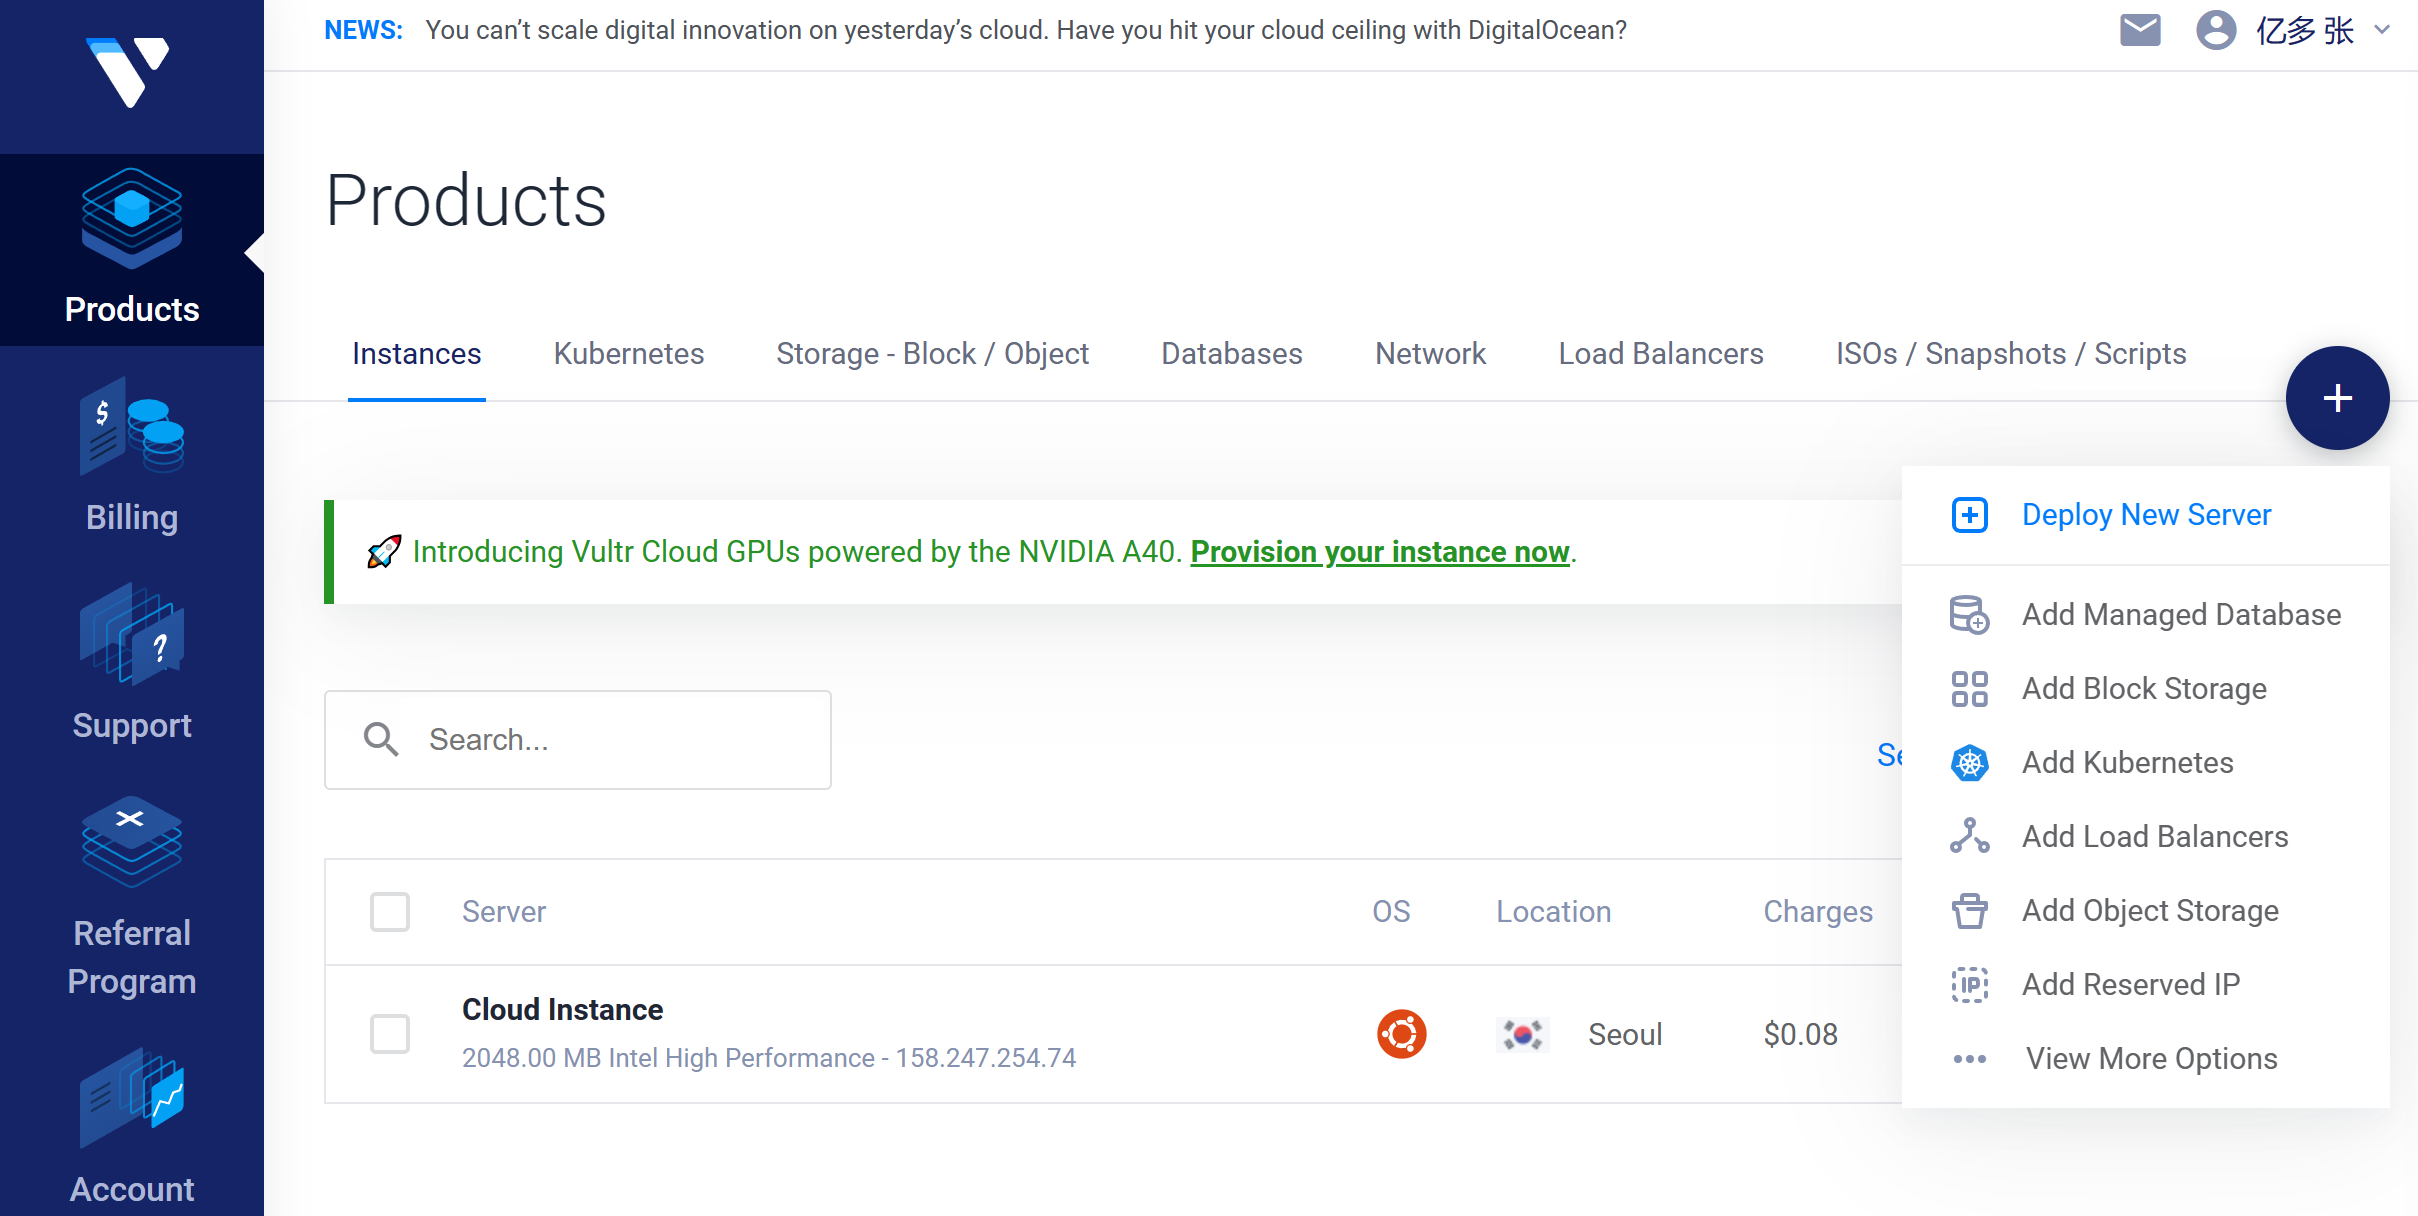 NEWS: You can’t scale digital innovation on yesterday’s cloud. Have you hit your cloud ceiling with DigitalOcean?
亿多 张
Products
Billing
Support
Referral
Program
Account
Products
Instances Kubernetes Storage - Block / Object Databases Network Load Balancers ISOs / Snapshots / Scripts
+
Introducing Vultr Cloud GPUs powered by the NVIDIA A40. Provision your instance now.
Search...
Server OS Location Charges
Cloud Instance
2048.00 MB Intel High Performance - 158.247.254.74
Seoul $0.08
Deploy New Server
Add Managed Database
Add Block Storage
Add Kubernetes
Add Load Balancers
Add Object Storage
IP Add Reserved IP
View More Options